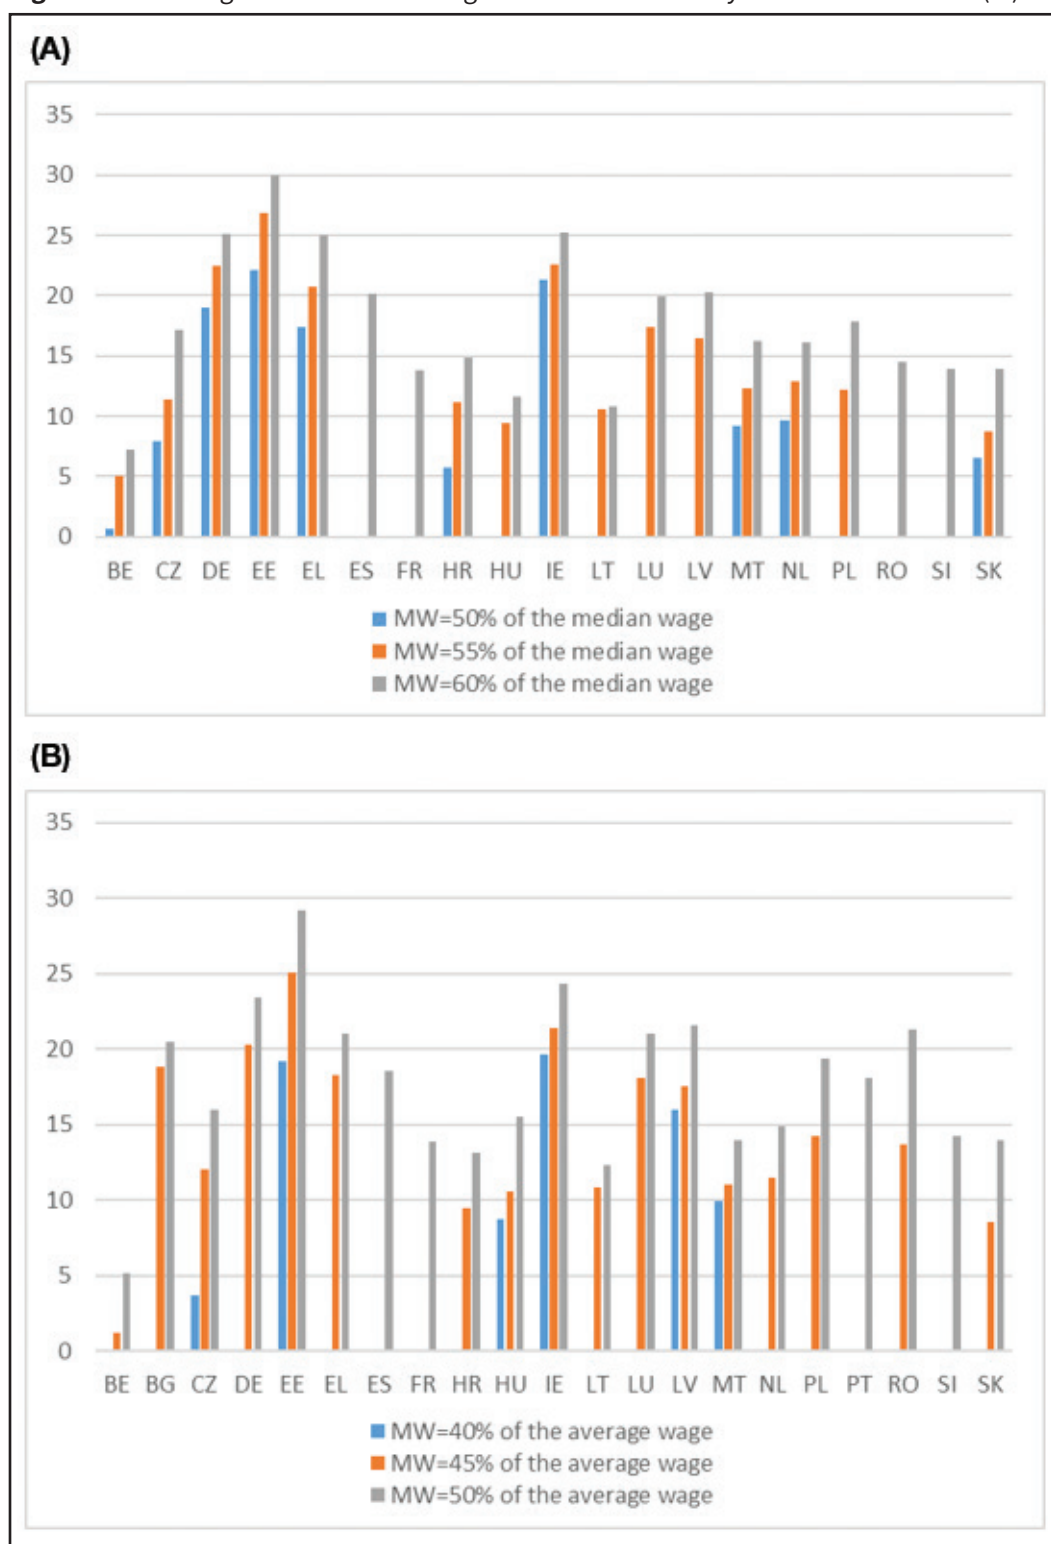 (A)
35
30
25
20
15
10
5
0
BE CZ DE EE EL ES FR HR HU IE LT LU LV MT NL PL RO SI SK
MW=50% of the median wage
MW=55% of the median wage
MW=60% of the median wage
(B)
35
30
25
20
15
10
5
0
BE BG CZ DE EE EL ES FR HR HU IE LT LU LV MT NL PL PT RO SI SK
MW=40% of the average wage
MW=45% of the average wage
MW=50% of the average wage